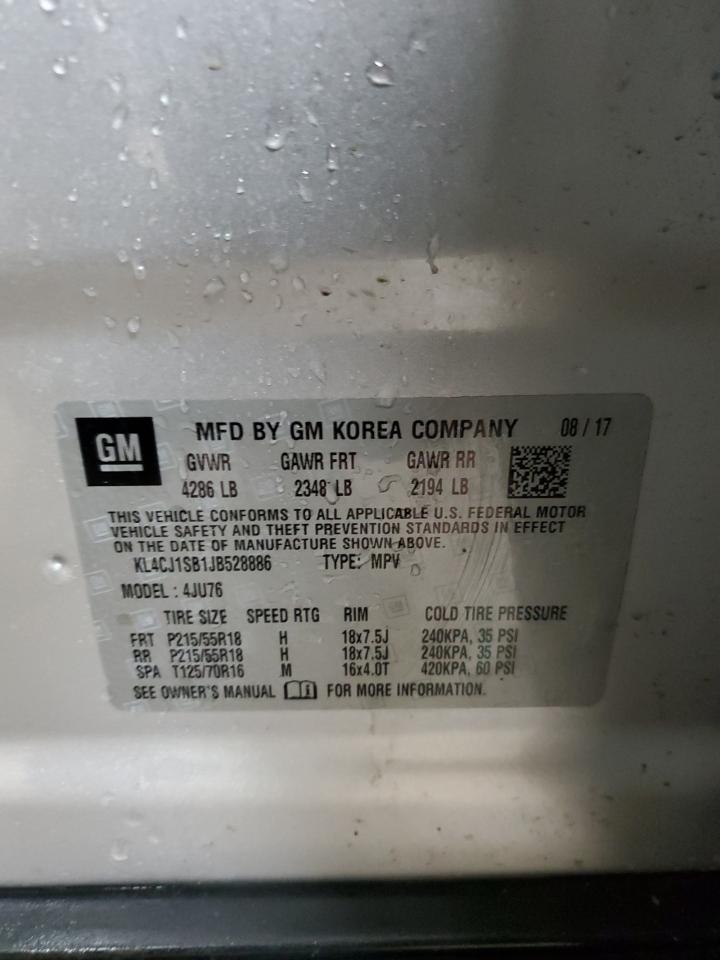 GM MFD BY GM KOREA COMPANY 08 / 17
GVWR GAWR FRT GAWR RR
4286 LB 2348 LB 2194 LB
THIS VEHICLE CONFORMS TO ALL APPLICABLE U.S. FEDERAL MOTOR
VEHICLE SAFETY AND THEFT PREVENTION STANDARDS IN EFFECT
ON THE DATE OF MANUFACTURE SHOWN ABOVE.
KL4CJ1SB1JB528886 TYPE: MPV
MODEL : 4JU76
TIRE SIZE SPEED RTG RIM COLD TIRE PRESSURE
FRT P215/55R18 H 18x7.5J 240KPA, 35 PSI
RR P215/55R18 H 18x7.5J 240KPA, 35 PSI
SPA T125/70R16 M 16x4.0T 420KPA, 60 PSI
SEE OWNER'S MANUAL FOR MORE INFORMATION.